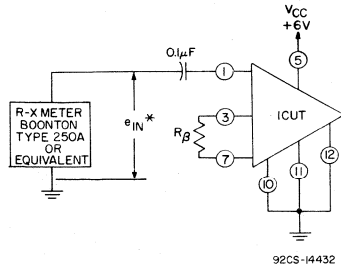 VCC
+6V
0.1µF
5
1
R-X METER
BOONTON
TYPE 250A
OR
EQUIVALENT
eIN*
3
Rβ
ICUT
7
10
11
12
92CS-14432